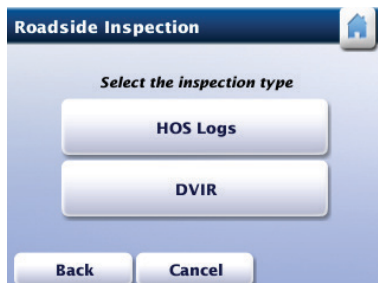 Roadside Inspection
Select the inspection type
HOS Logs
DVIR
Back Cancel